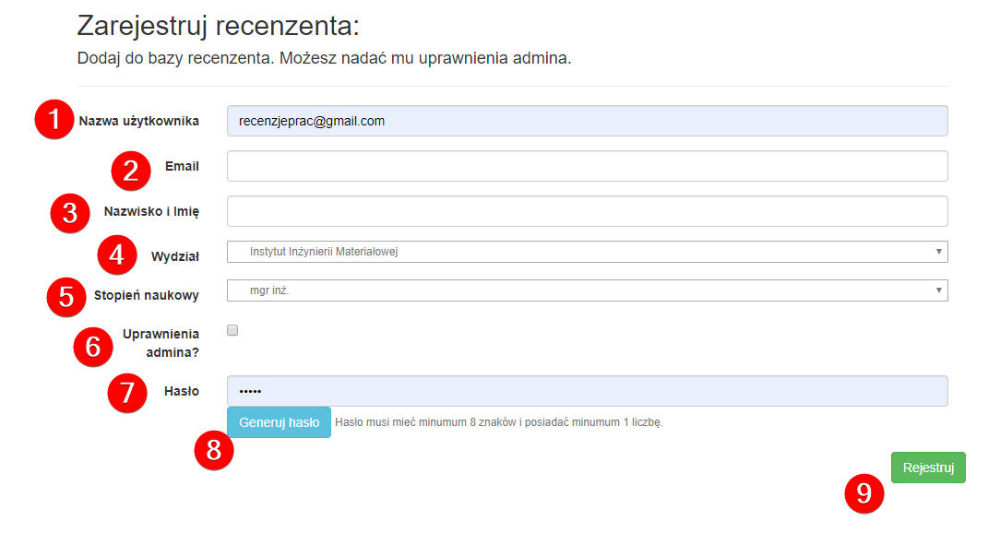 Zarejestruj recenzenta:
Dodaj do bazy recenzenta. Możesz nadać mu uprawnienia admina.
1 Nazwa użytkownika recenzjeprac@gmail.com
2 Email
3 Nazwisko i Imię
4 Wydział Instytut Inżynierii Materiałowej
5 Stopień naukowy mgr inż.
6 Uprawnienia
admina?
7 Hasło •••••
Generuj hasło Hasło musi mieć minumum 8 znaków i posiadać minumum 1 liczbę.
8
Rejestruj
9